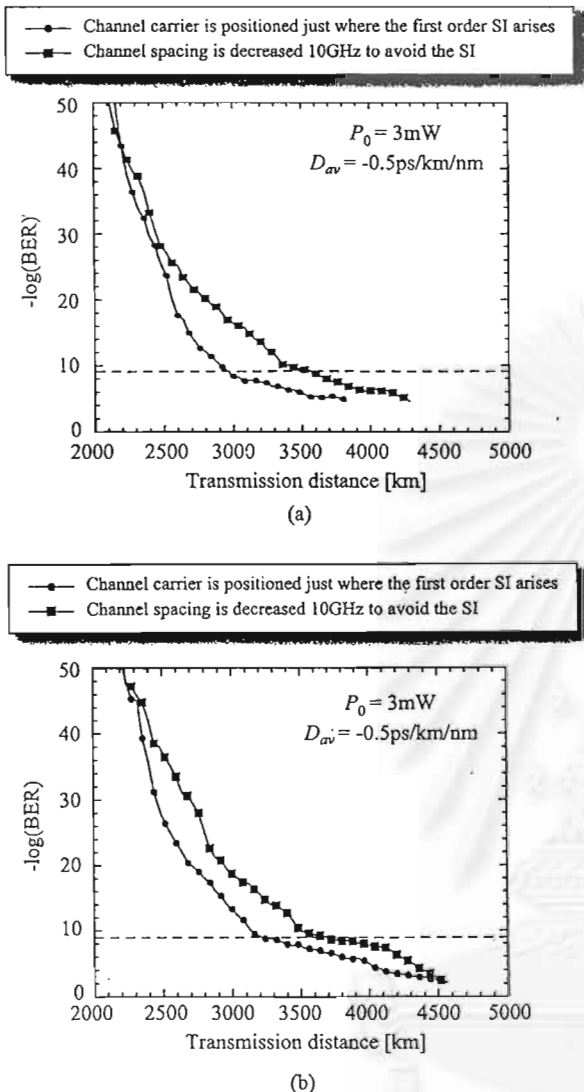 Channel carrier is positioned just where the first order SI arises
Channel spacing is decreased 10GHz to avoid the SI
50
40
30
20
10
0
-log(BER)
P₀ = 3mW
Dₐᵥ = -0.5ps/km/nm
2000 2500 3000 3500 4000 4500 5000
Transmission distance [km]
(a)
Channel carrier is positioned just where the first order SI arises
Channel spacing is decreased 10GHz to avoid the SI
50
40
30
20
10
0
-log(BER)
P₀ = 3mW
Dₐᵥ = -0.5ps/km/nm
2000 2500 3000 3500 4000 4500 5000
Transmission distance [km]
(b)